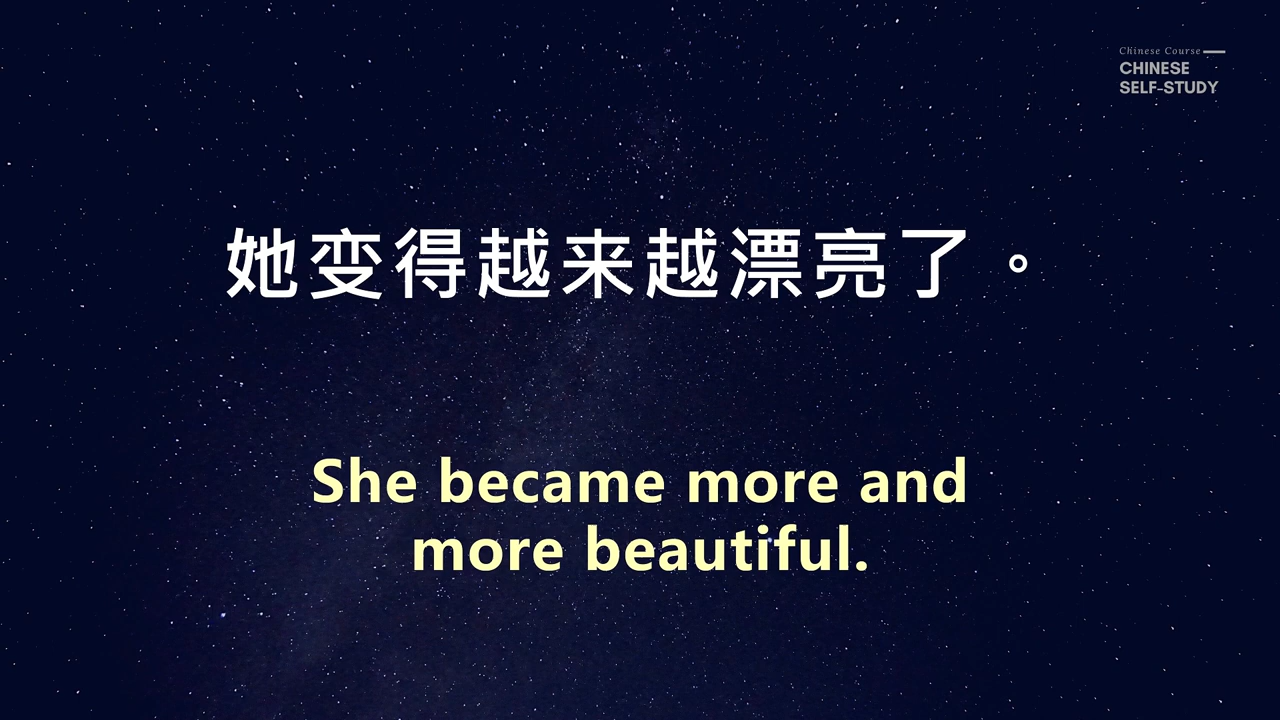 Chinese Course
CHINESE
SELF-STUDY
她变得越来越漂亮了。
She became more and
more beautiful.